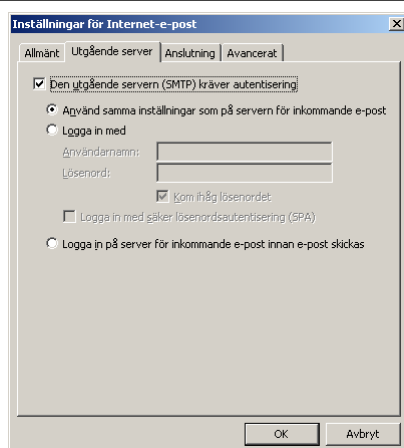 Inställningar för Internet-e-post
Allmänt Utgående server Anslutning Avancerat
Den utgående servern (SMTP) kräver autentisering
Använd samma inställningar som på servern för inkommande e-post
Logga in med
Användarnamn:
Lösenord:
Kom ihåg lösenordet
Logga in med säker lösenordsautentisering (SPA)
Logga in på server för inkommande e-post innan e-post skickas
OK Avbryt